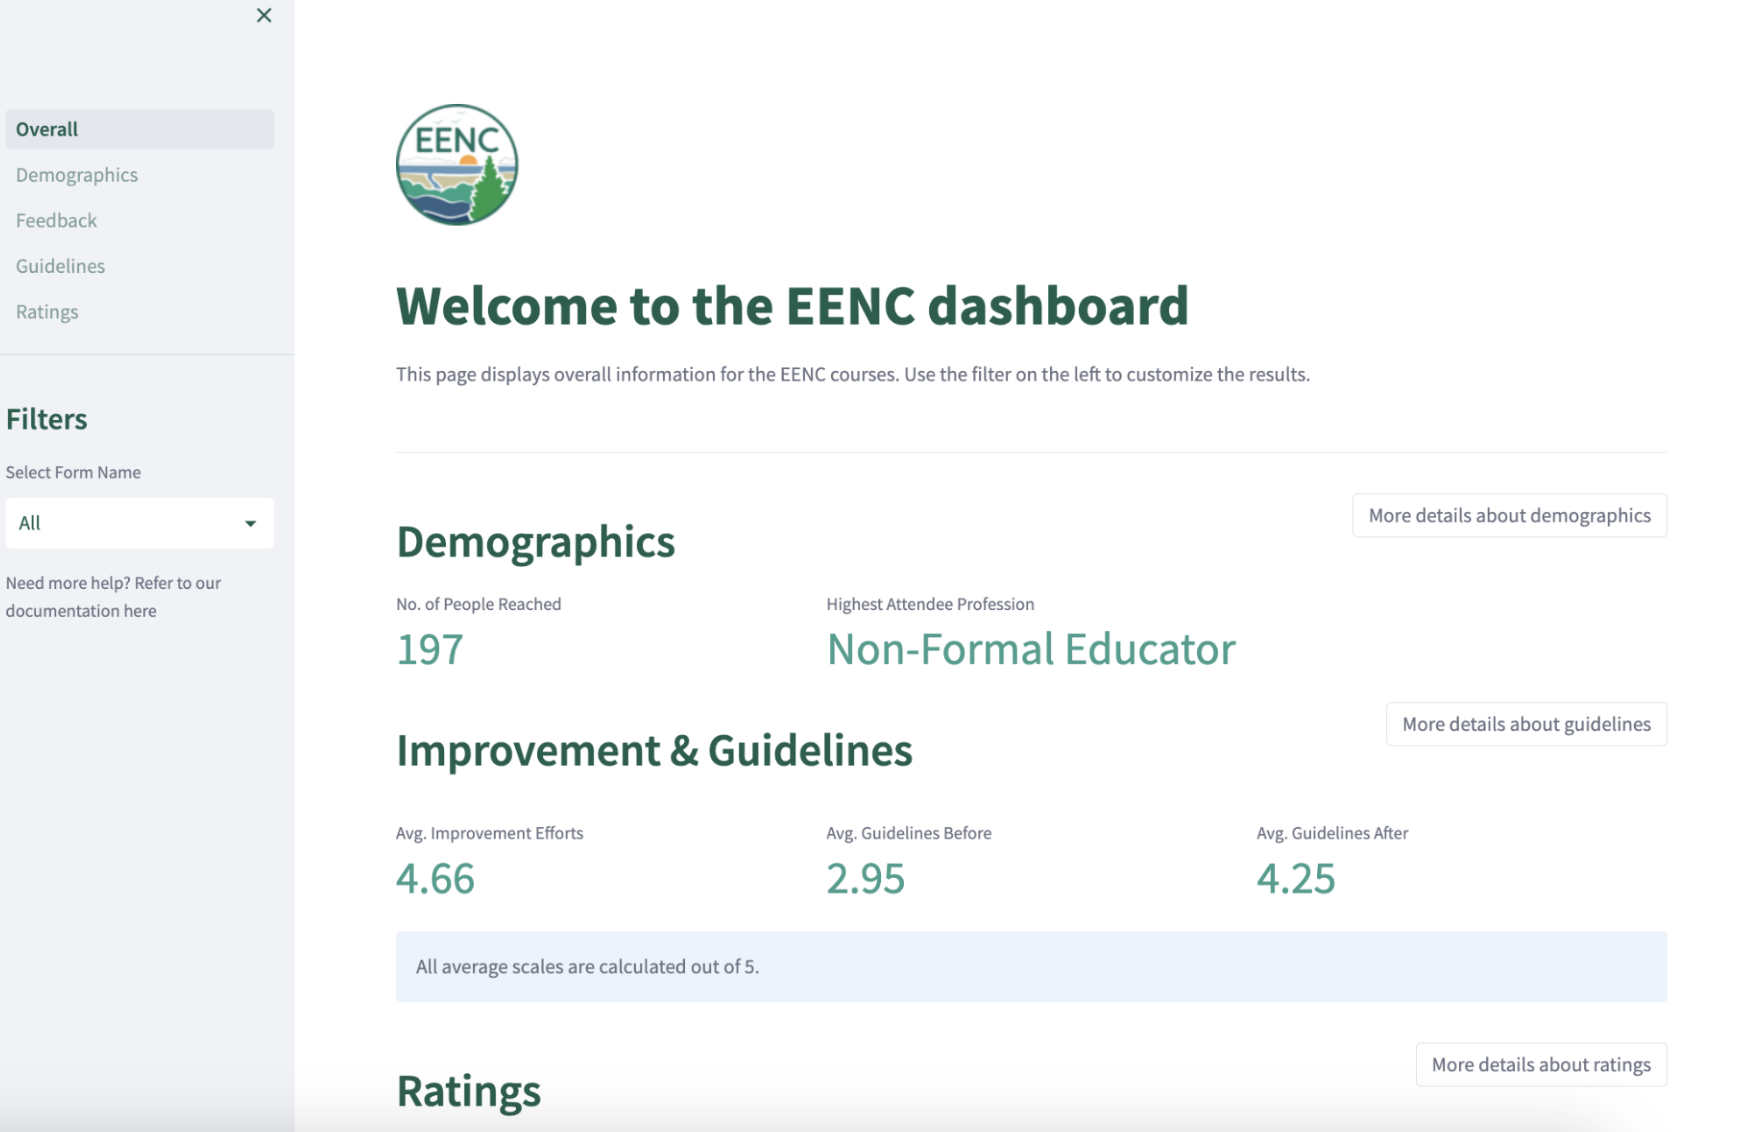 Overall
Demographics
Feedback
Guidelines
Ratings
Filters
Select Form Name
All
Need more help? Refer to our
documentation here
EENC
Welcome to the EENC dashboard
This page displays overall information for the EENC courses. Use the filter on the left to customize the results.
More details about demographics
Demographics
No. of People Reached
Highest Attendee Profession
197
Non-Formal Educator
More details about guidelines
Improvement & Guidelines
Avg. Improvement Efforts
Avg. Guidelines Before
Avg. Guidelines After
4.66
2.95
4.25
All average scales are calculated out of 5.
More details about ratings
Ratings